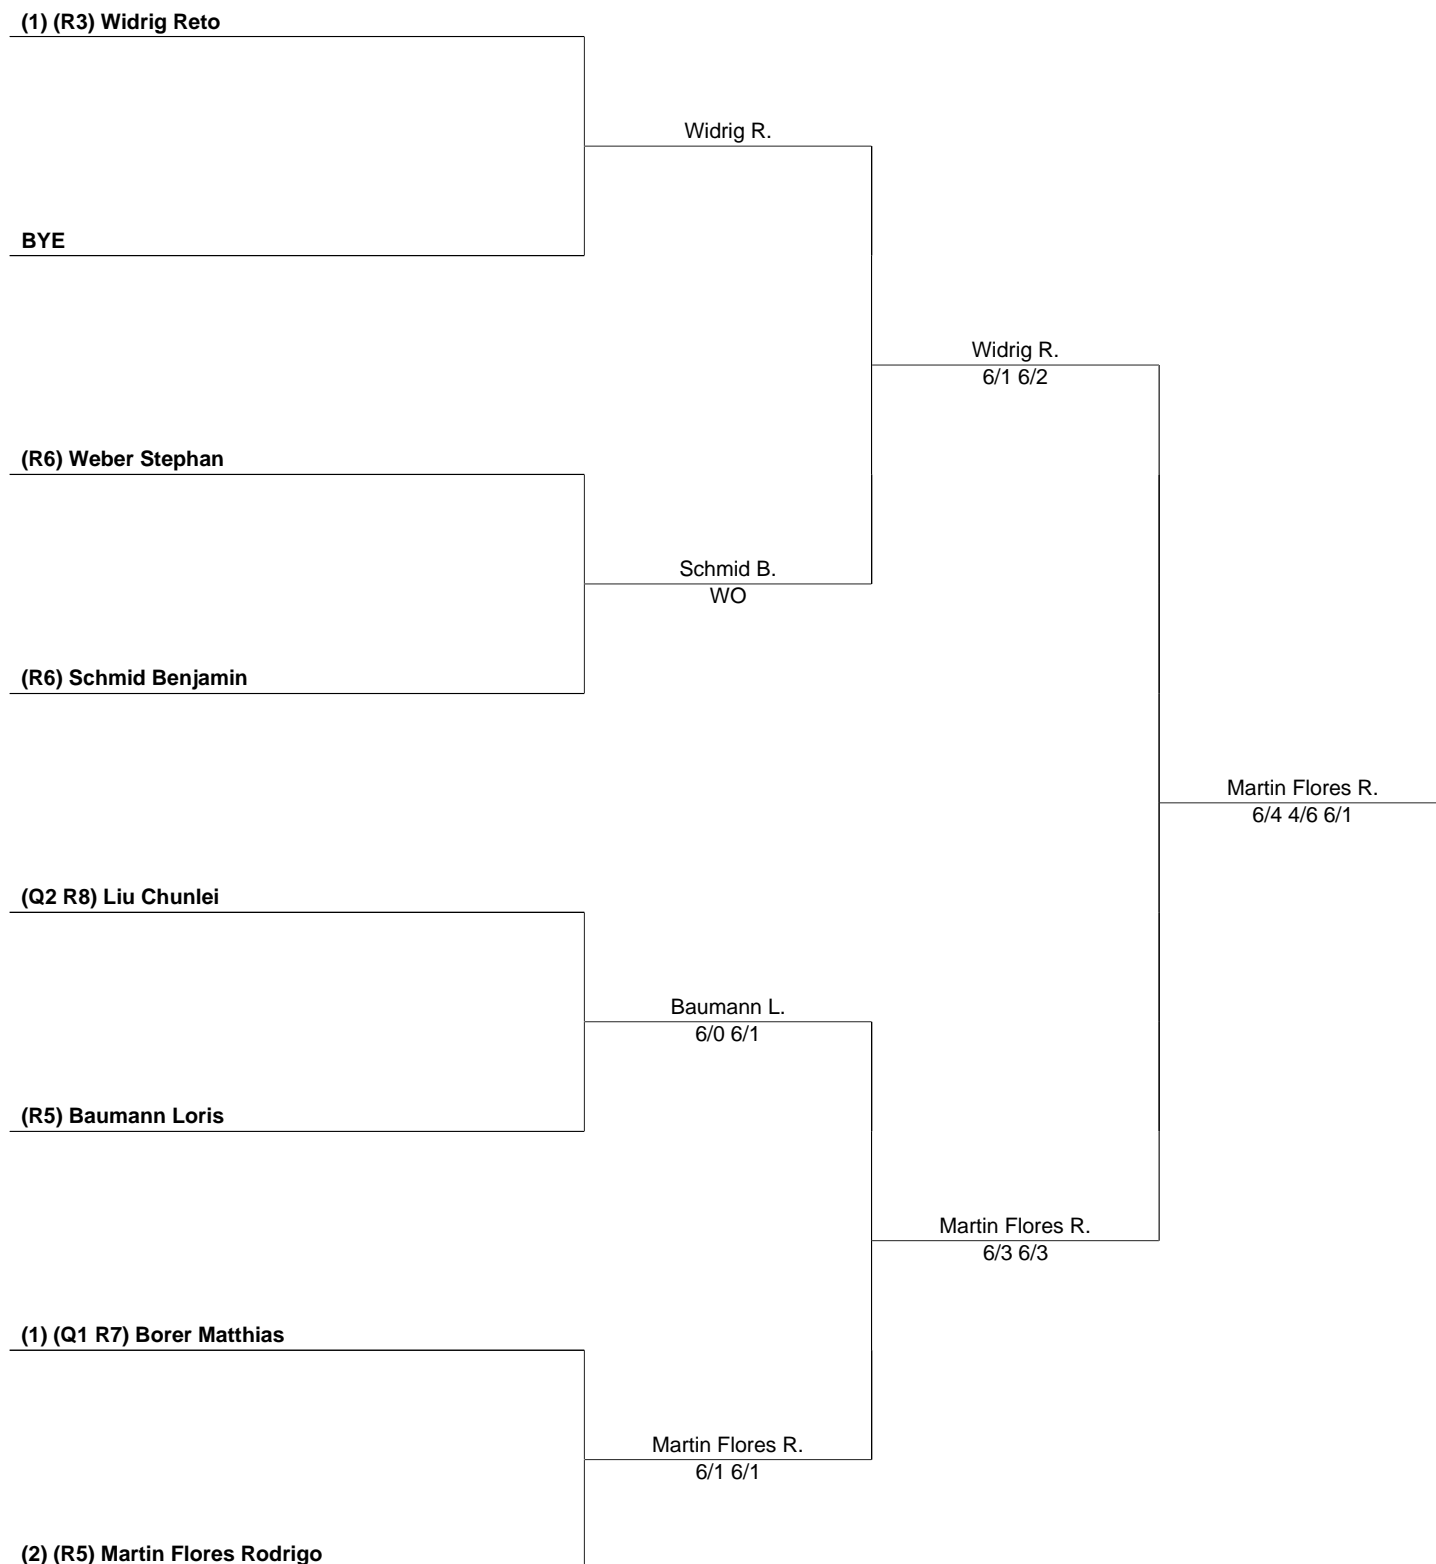 (1) (R3) Widrig Reto
Widrig R.
BYE
Widrig R.
6/1 6/2
(R6) Weber Stephan
Schmid B.
WO
(R6) Schmid Benjamin
Martin Flores R.
6/4 4/6 6/1
(Q2 R8) Liu Chunlei
Baumann L.
6/0 6/1
(R5) Baumann Loris
Martin Flores R.
6/3 6/3
(1) (Q1 R7) Borer Matthias
Martin Flores R.
6/1 6/1
(2) (R5) Martin Flores Rodrigo